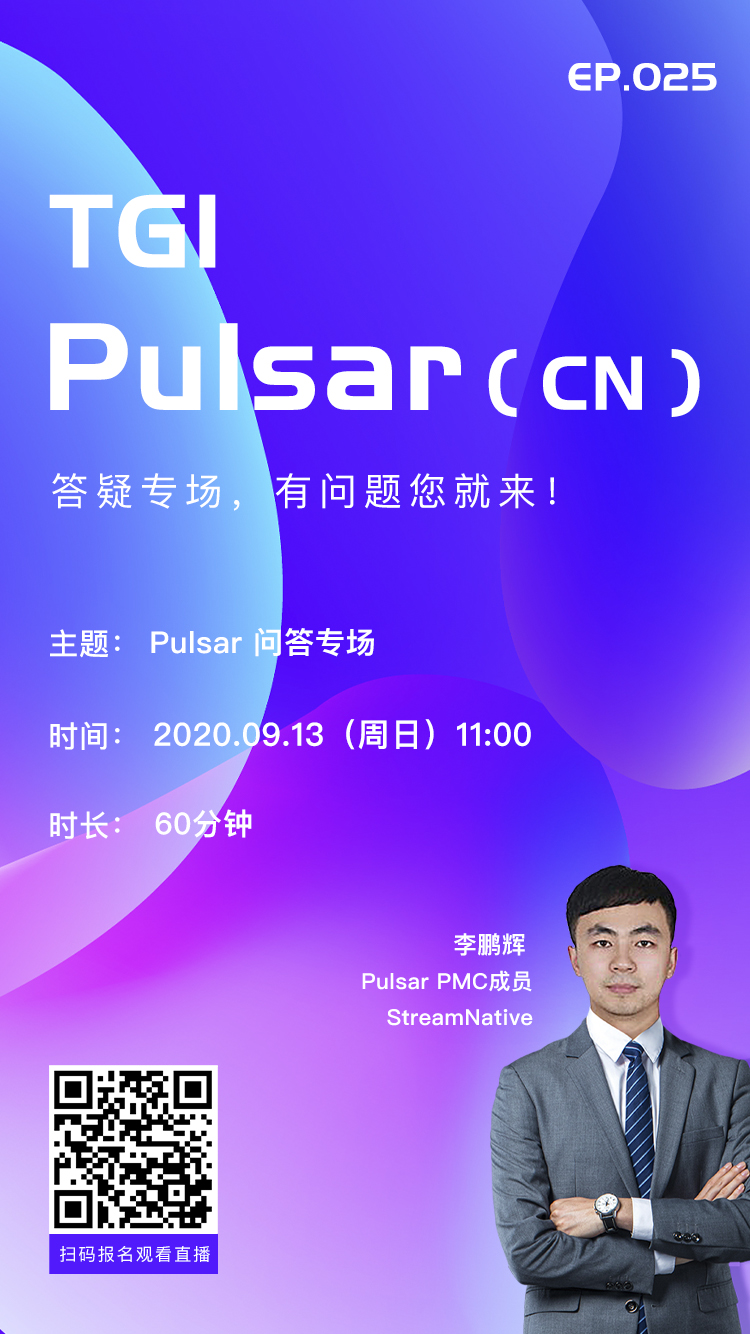 EP.025
TGI
Pulsar（CN）
答疑专场，有问题您就来！
主题： Pulsar 问答专场
时间： 2020.09.13（周日）11:00
时长： 60分钟
李鹏辉
Pulsar PMC成员
StreamNative
扫码报名观看直播